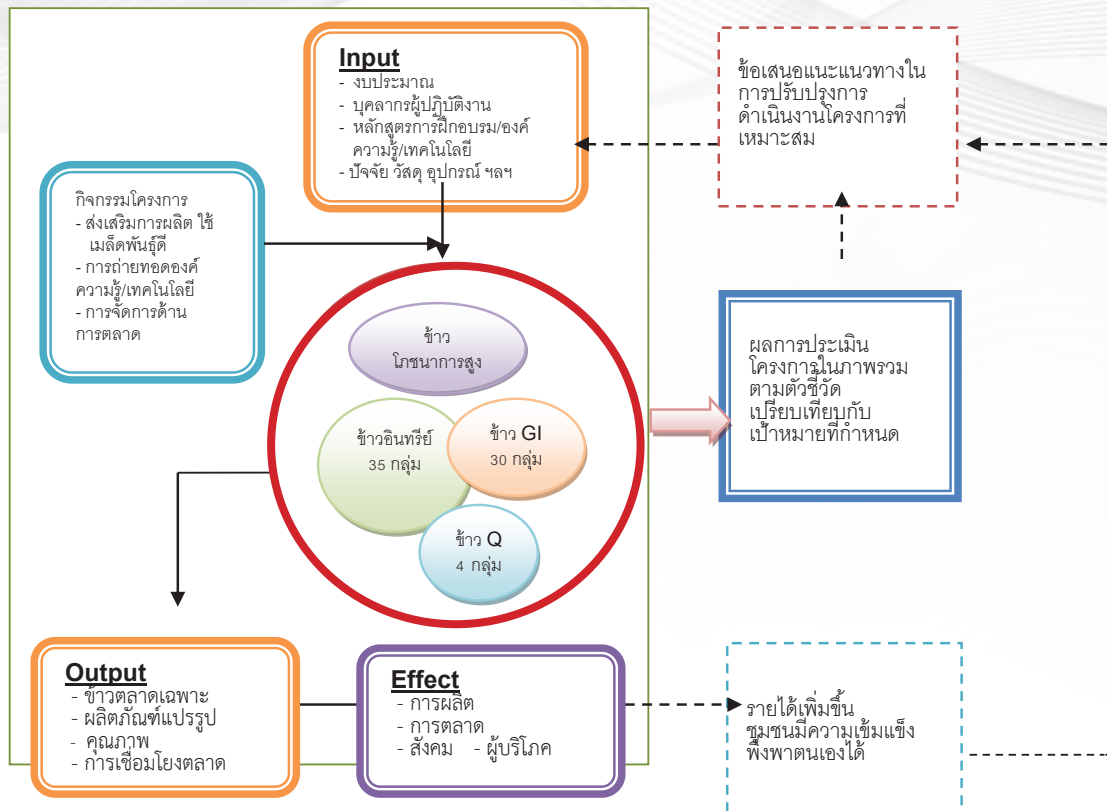 Input
- งบประมาณ
- บุคลากรผู้ปฏิบัติงาน
- หลักสูตรการฝึกอบรม/องค์
ความรู้/เทคโนโลยี
- ปัจจัย วัสดุ อุปกรณ์ ฯลฯ
ข้อเสนอแนะแนวทางใน
การปรับปรุงการ
ดำเนินงานโครงการที่
เหมาะสม
กิจกรรมโครงการ
- ส่งเสริมการผลิต ใช้
เมล็ดพันธุ์ดี
- การถ่ายทอดองค์
ความรู้/เทคโนโลยี
- การจัดการด้าน
การตลาด
ข้าว
โภชนาการสูง
ข้าวอินทรีย์
35 กลุ่ม
ข้าว GI
30 กลุ่ม
ข้าว Q
4 กลุ่ม
ผลการประเมิน
โครงการในภาพรวม
ตามตัวชี้วัด
เปรียบเทียบกับ
เป้าหมายที่กำหนด
Output
- ข้าวตลาดเฉพาะ
- ผลิตภัณฑ์แปรรูป
- คุณภาพ
- การเชื่อมโยงตลาด
Effect
- การผลิต
- การตลาด
- สังคม - ผู้บริโภค
รายได้เพิ่มขึ้น
ชุมชนมีความเข้มแข็ง
พึ่งพาตนเองได้